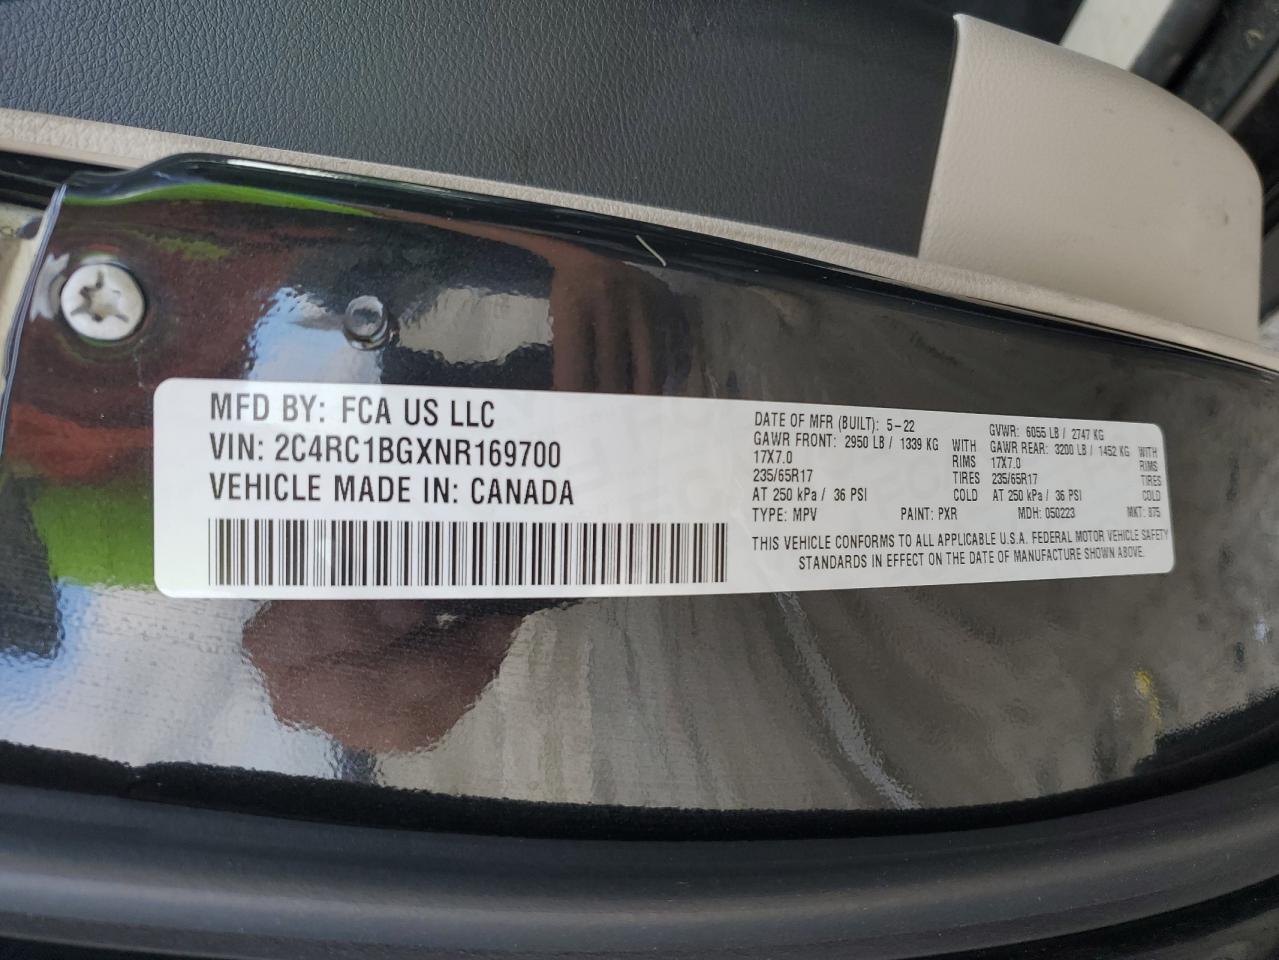 MFD BY: FCA US LLC
VIN: 2C4RC1BGXNR169700
VEHICLE MADE IN: CANADA
DATE OF MFR (BUILT): 5-22 GVWR: 6055 LB / 2747 KG
GAWR FRONT: 2950 LB / 1339 KG WITH GAWR REAR: 3200 LB / 1452 KG WITH
17X7.0 RIMS 17X7.0 RIMS
235/65R17 TIRES 235/65R17 TIRES
AT 250 kPa / 36 PSI COLD AT 250 kPa / 36 PSI COLD
TYPE: MPV PAINT: PXR MDH: 050223 MKT: 875
THIS VEHICLE CONFORMS TO ALL APPLICABLE U.S.A. FEDERAL MOTOR VEHICLE SAFETY
STANDARDS IN EFFECT ON THE DATE OF MANUFACTURE SHOWN ABOVE.